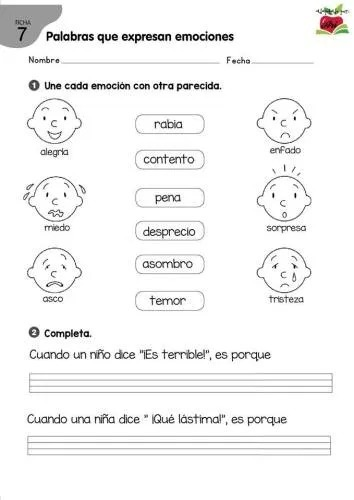 FICHA
7
Palabras que expresan emociones
Nombre
Fecha
1 Une cada emoción con otra parecida.
alegría
rabia
enfado
contento
miedo
pena
sorpresa
desprecio
asombro
asco
temor
tristeza
2 Completa.
Cuando un niño dice "¡Es terrible!", es porque
Cuando una niña dice " ¡Qué lástima!", es porque